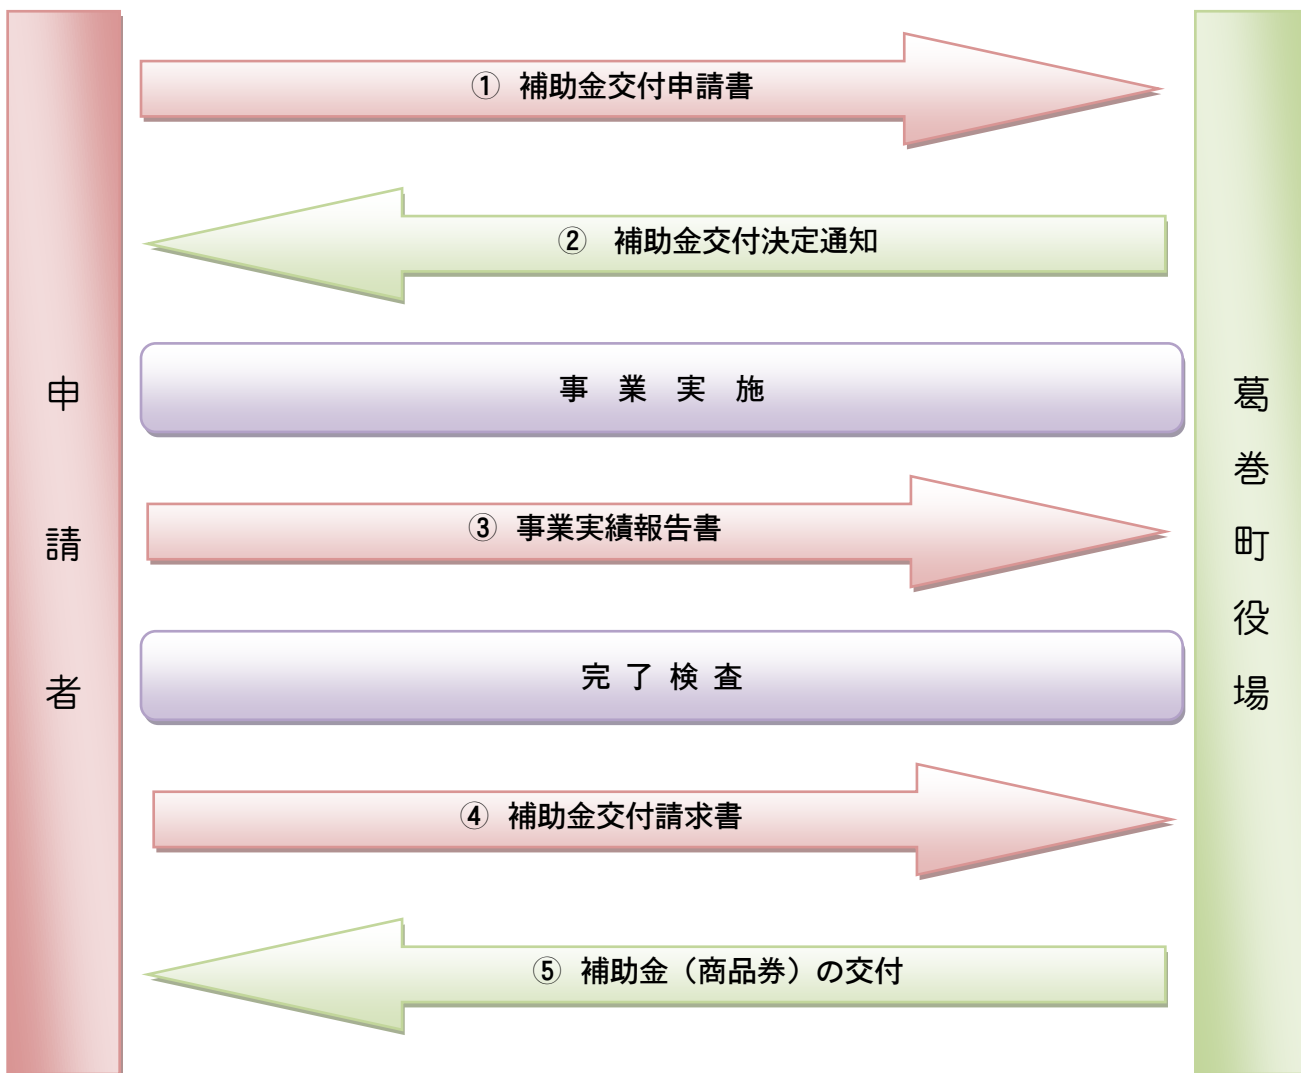 申請者
① 補助金交付申請書
② 補助金交付決定通知
事業実施
③ 事業実績報告書
完了検査
④ 補助金交付請求書
⑤ 補助金（商品券）の交付
葛巻町役場